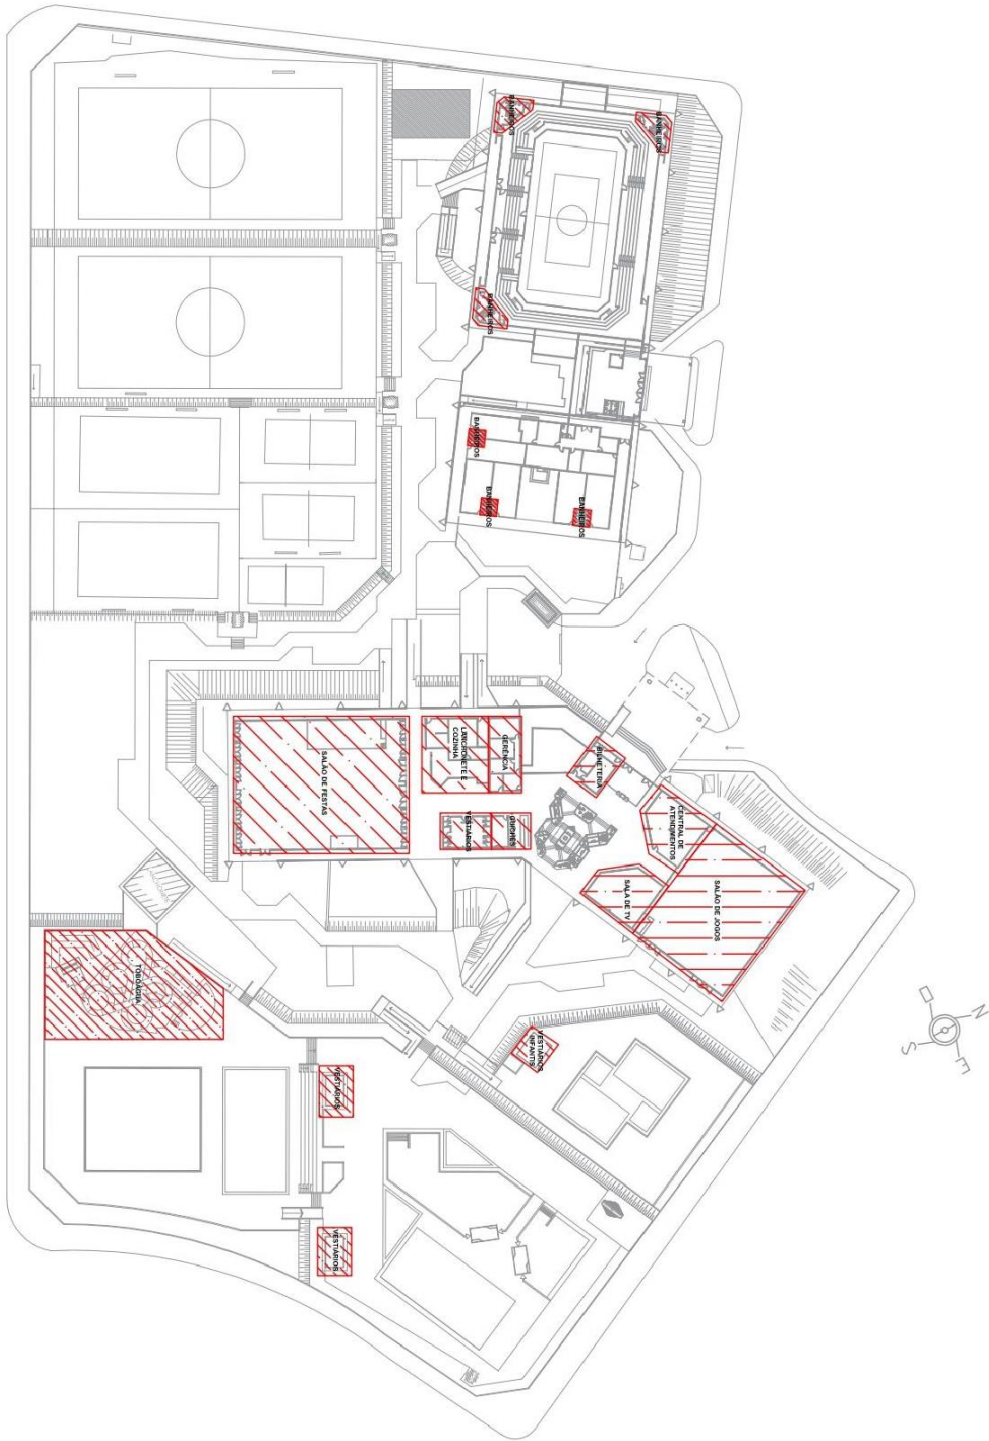 BANHEIROS
BANHEIROS
BANHEIROS
BANHEIROS
BANHEIROS
BANHEIROS
SALÃO DE FESTAS
LANCHONETE E
COZINHA
GERÊNCIA
BILHETERIA
VESTIÁRIOS
GUICHÊS
CENTRAL DE
ATENDIMENTOS
SALA DE TV
SALÃO DE JOGOS
TOBOÁGUA
VESTIÁRIOS
INFANTIS
VESTIÁRIOS
VESTIÁRIOS
N
S
E